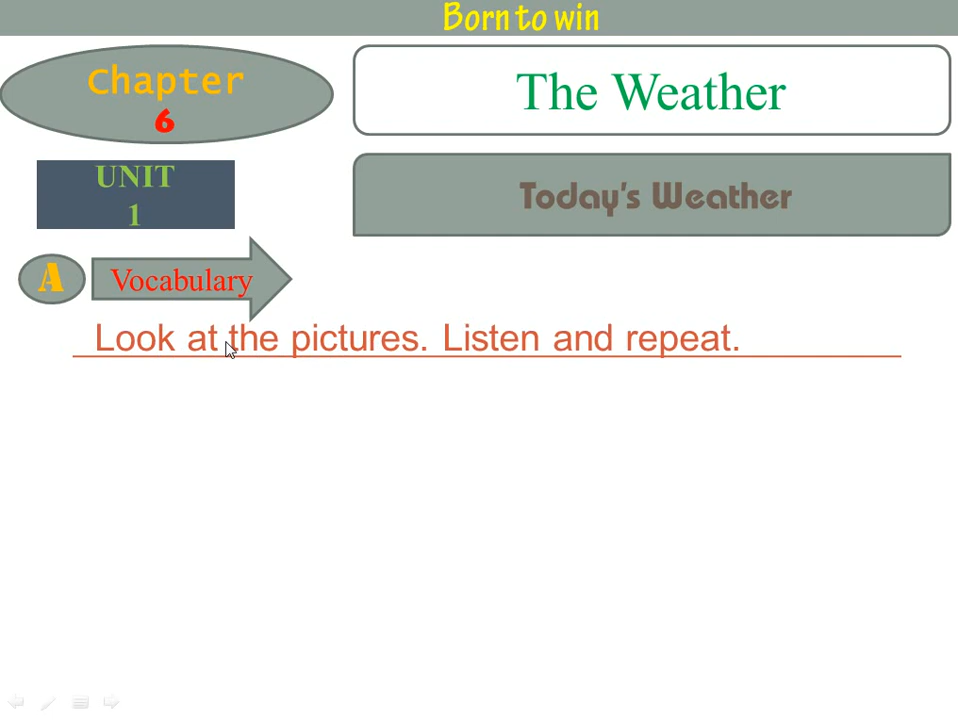 Born to win
Chapter
6
The Weather
UNIT
1
Today's Weather
A
Vocabulary
Look at the pictures. Listen and repeat.